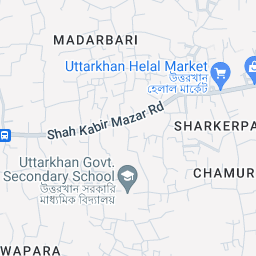 MADARBARI
Uttarkhan Helal Market
উত্তরখান
হেলাল মার্কেট
Shah Kabir Mazar Rd
SHARKERPA
Uttarkhan Govt.
Secondary School
উত্তরখান সরকারি
মাধ্যমিক বিদ্যালয়
CHAMUR
WAPARA